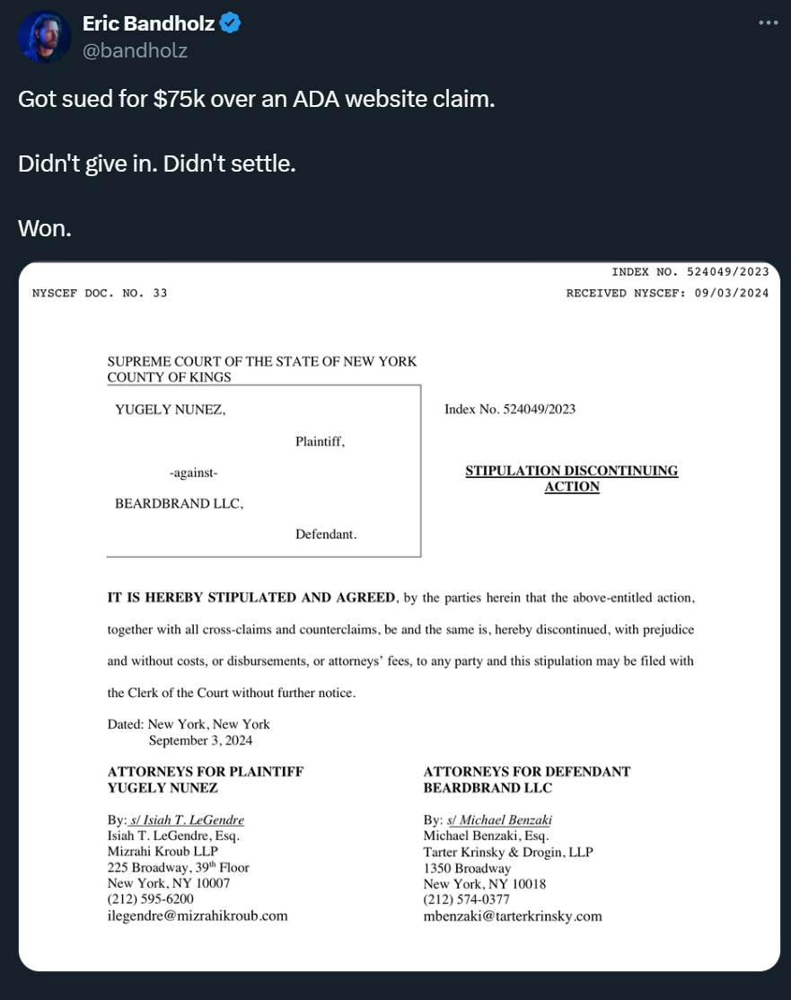 Eric Bandholz
@bandholz
Got sued for $75k over an ADA website claim.
Didn't give in. Didn't settle.
Won.
INDEX NO. 524049/2023
NYSCEF DOC. NO. 33
RECEIVED NYSCEF: 09/03/2024
SUPREME COURT OF THE STATE OF NEW YORK
COUNTY OF KINGS
YUGELY NUNEZ,
Plaintiff,
-against-
BEARDBRAND LLC,
Defendant.
Index No. 524049/2023
STIPULATION DISCONTINUING
ACTION
IT IS HEREBY STIPULATED AND AGREED, by the parties herein that the above-entitled action,
together with all cross-claims and counterclaims, be and the same is, hereby discontinued, with prejudice
and without costs, or disbursements, or attorneys' fees, to any party and this stipulation may be filed with
the Clerk of the Court without further notice.
Dated: New York, New York
September 3, 2024
ATTORNEYS FOR PLAINTIFF
YUGELY NUNEZ
By: s/ Isiah T. LeGendre
Isiah T. LeGendre, Esq.
Mizrahi Kroub LLP
225 Broadway, 39th Floor
New York, NY 10007
(212) 595-6200
ilegendre@mizrahikroub.com
ATTORNEYS FOR DEFENDANT
BEARDBRAND LLC
By: s/ Michael Benzaki
Michael Benzaki, Esq.
Tarter Krinsky & Drogin, LLP
1350 Broadway
New York, NY 10018
(212) 574-0377
mbenzaki@tarterkrinsky.com